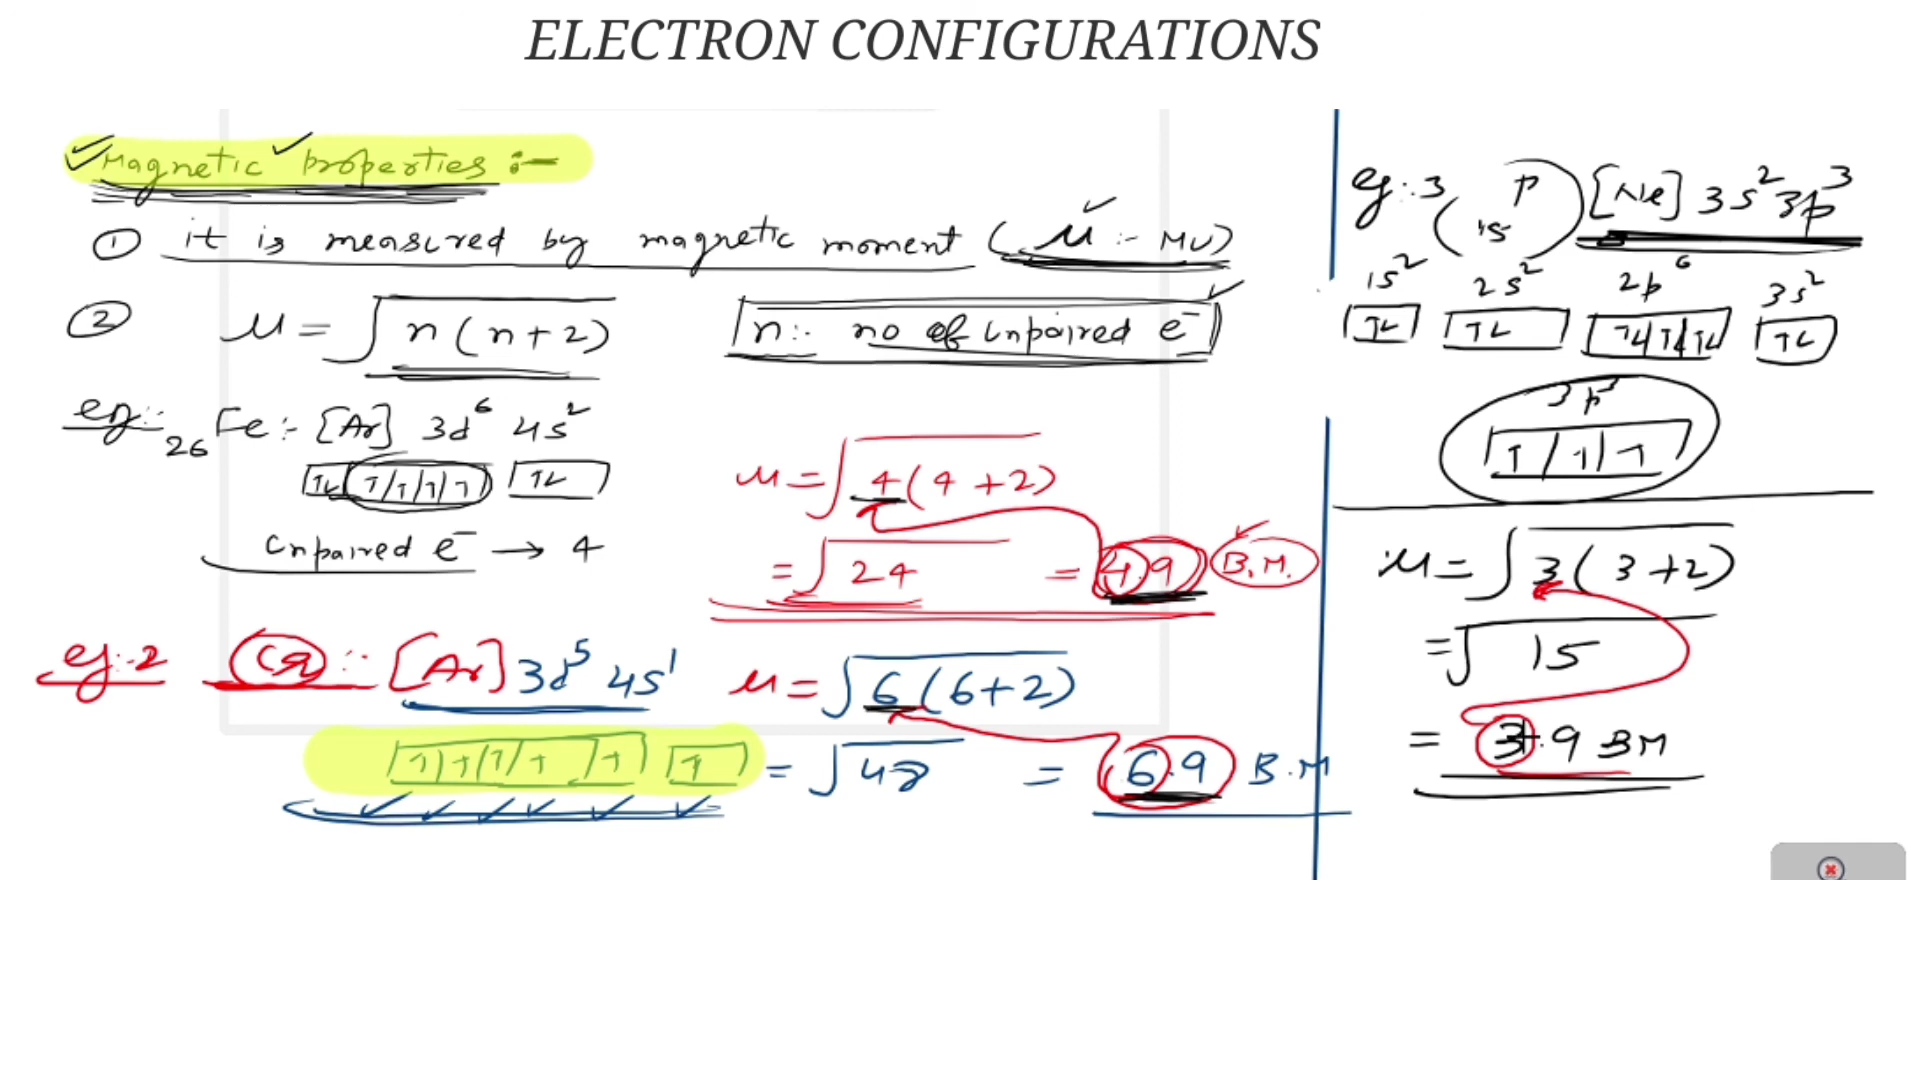 ELECTRON CONFIGURATIONS
Magnetic properties :-
① it is measured by magnetic moment ( μ :- MU)
② μ = √n(n+2) n:- no of unpaired e⁻
eg:- ₂₆Fe:- [Ar] 3d⁶ 4s²
unpaired e⁻ → 4
μ = √4(4+2)
= √24 = 4.9 B.M.
eg:-2 Cr :- [Ar] 3d⁵ 4s¹
μ = √6(6+2)
= √48 = 6.9 B.M
eg:-3 (₁₅P) [Ne] 3s² 3p³
1s² 2s² 2p⁶ 3s²
μ = √3(3+2)
= √15
= 3.9 BM